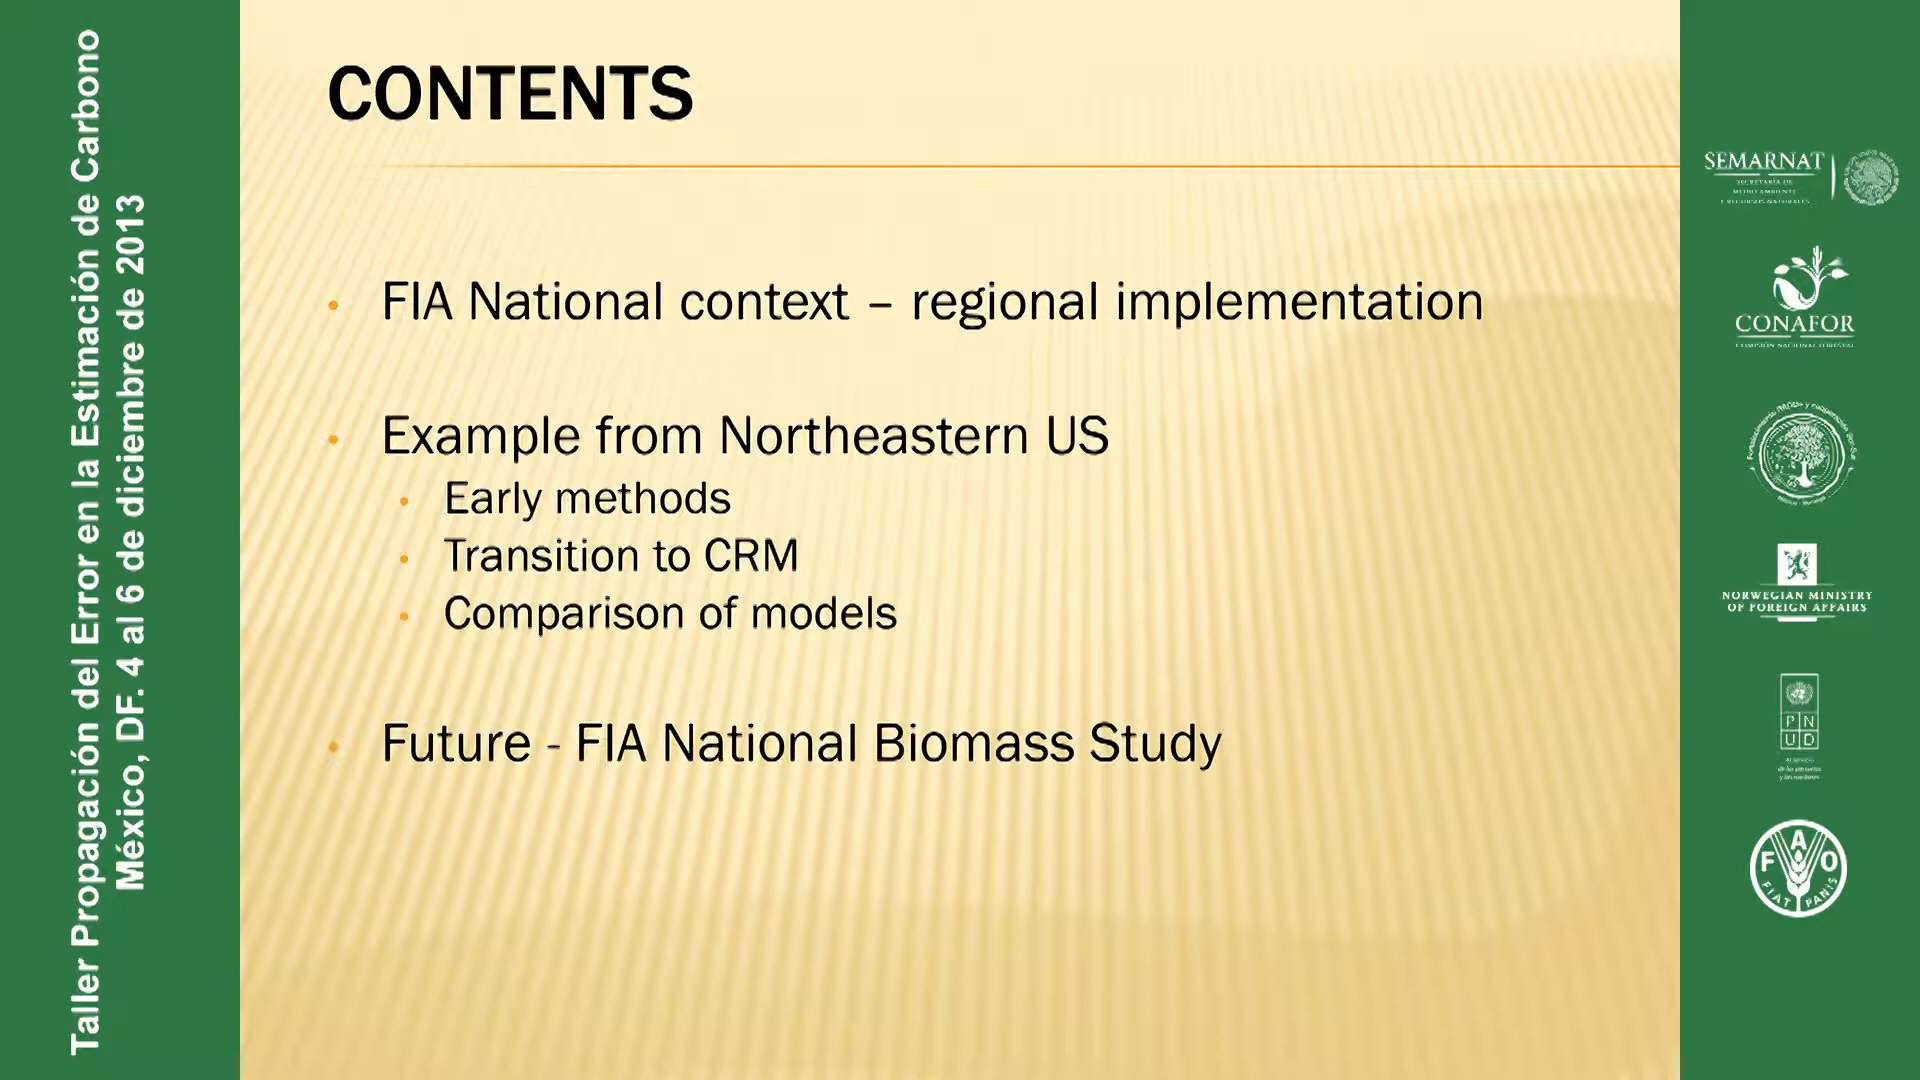 Taller Propagación del Error en la Estimación de Carbono
México, DF. 4 al 6 de diciembre de 2013
CONTENTS
• FIA National context – regional implementation
• Example from Northeastern US
• Early methods
• Transition to CRM
• Comparison of models
• Future - FIA National Biomass Study
SEMARNAT
SECRETARÍA DE
MEDIO AMBIENTE
Y RECURSOS NATURALES
CONAFOR
COMISIÓN NACIONAL FORESTAL
NORWEGIAN MINISTRY
OF FOREIGN AFFAIRS
P N
U D
F A O
FIAT PANIS